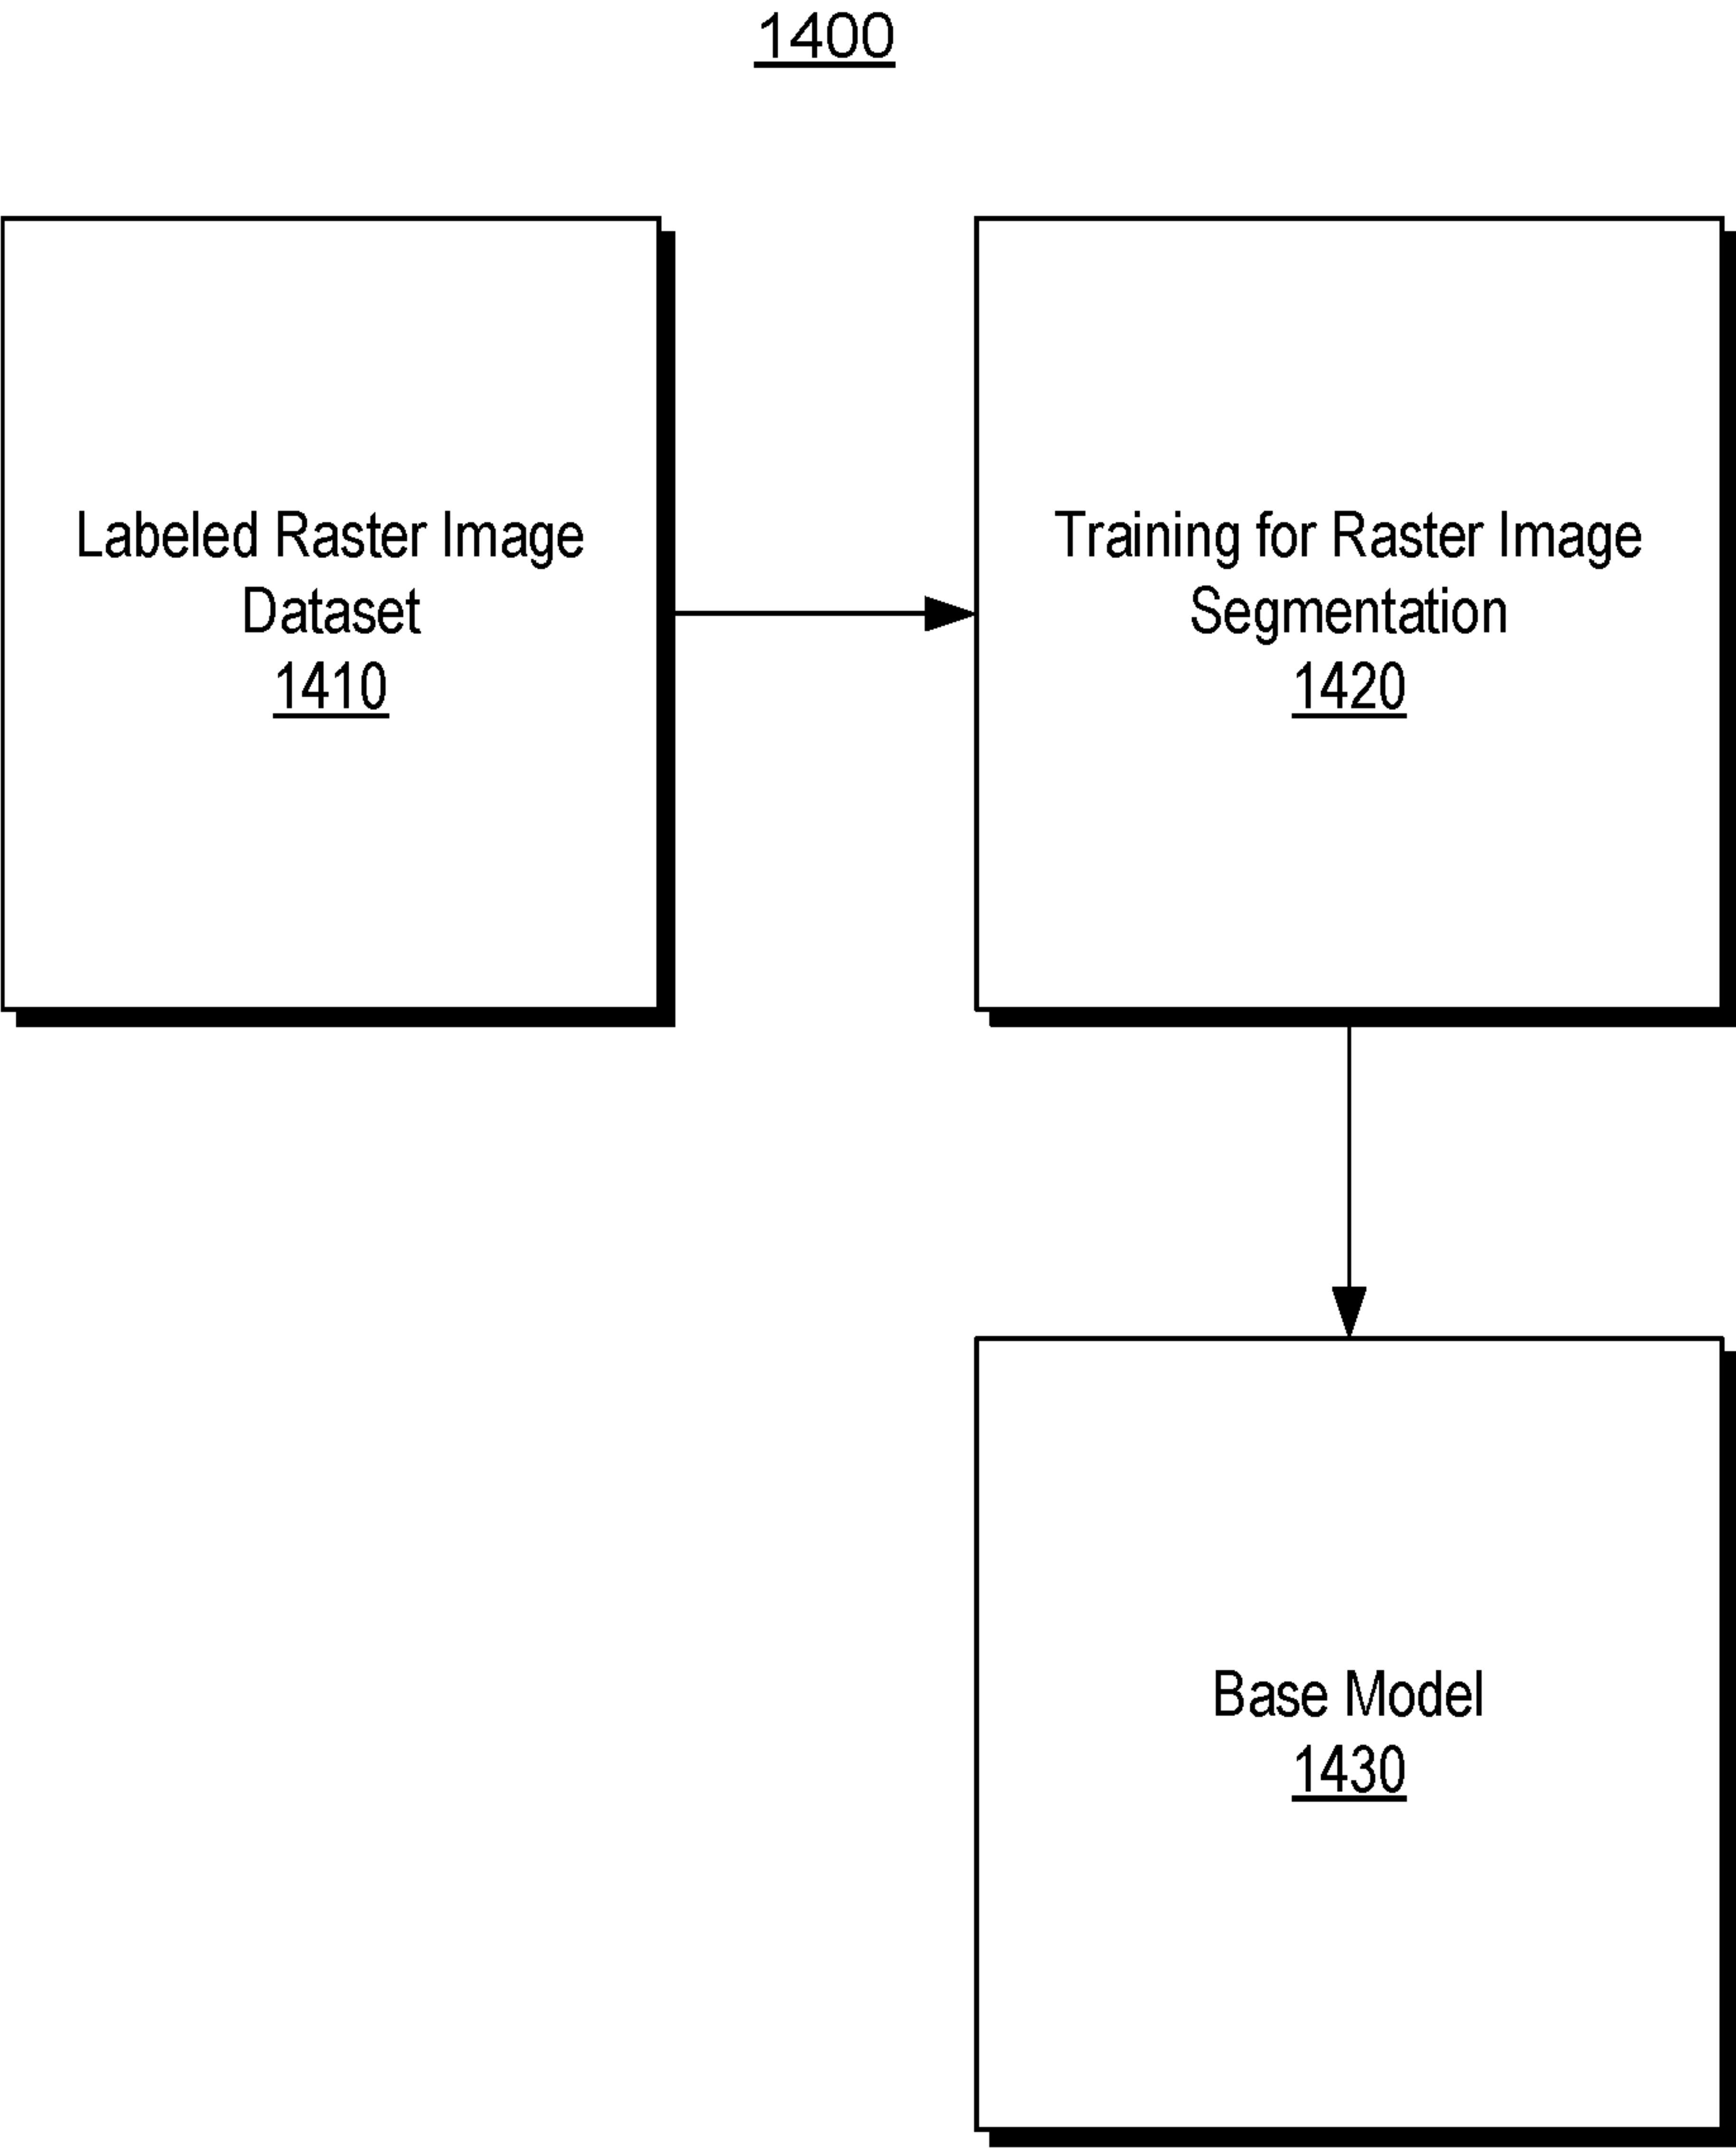 1400
Labeled Raster Image
Dataset
1410
Training for Raster Image
Segmentation
1420
Base Model
1430